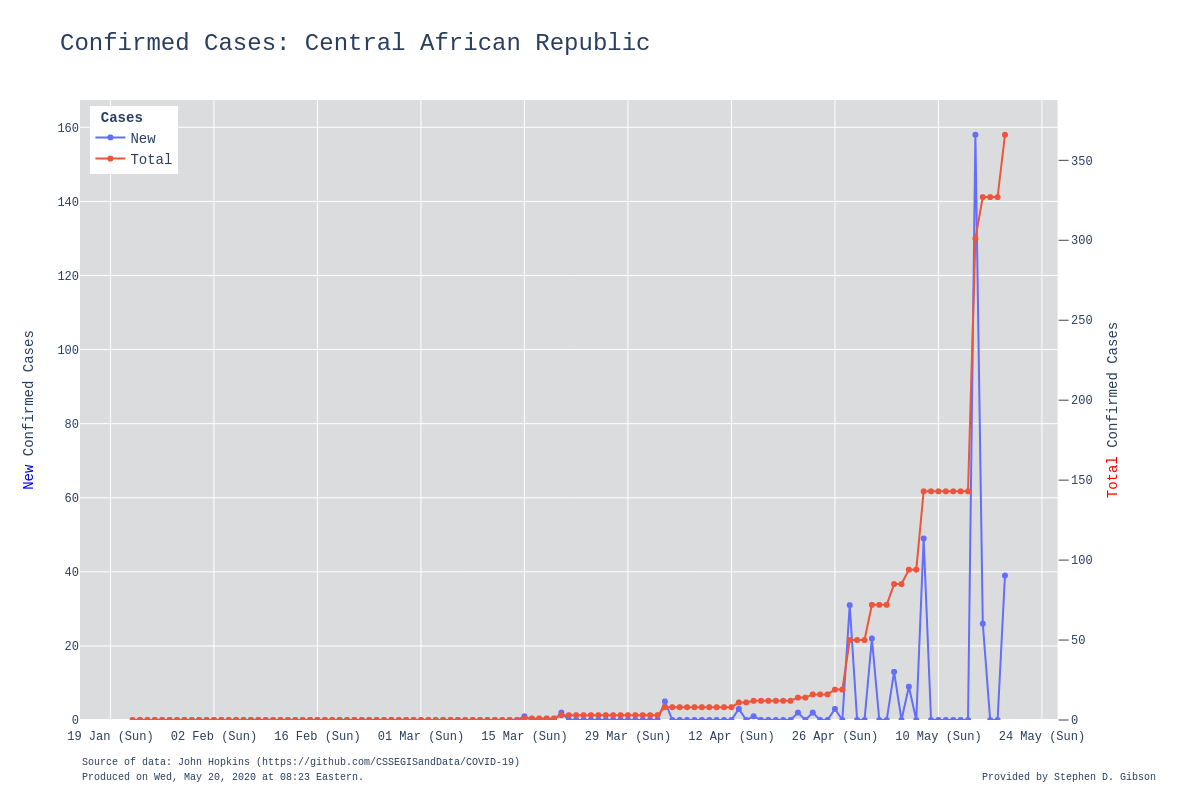 Confirmed Cases: Central African Republic
Cases
New
Total
160
140
120
100
80
60
40
20
0
350
300
250
200
150
100
50
0
New Confirmed Cases
Total Confirmed Cases
19 Jan (Sun) 02 Feb (Sun) 16 Feb (Sun) 01 Mar (Sun) 15 Mar (Sun) 29 Mar (Sun) 12 Apr (Sun) 26 Apr (Sun) 10 May (Sun) 24 May (Sun)
Source of data: John Hopkins (https://github.com/CSSEGISandData/COVID-19)
Produced on Wed, May 20, 2020 at 08:23 Eastern.
Provided by Stephen D. Gibson